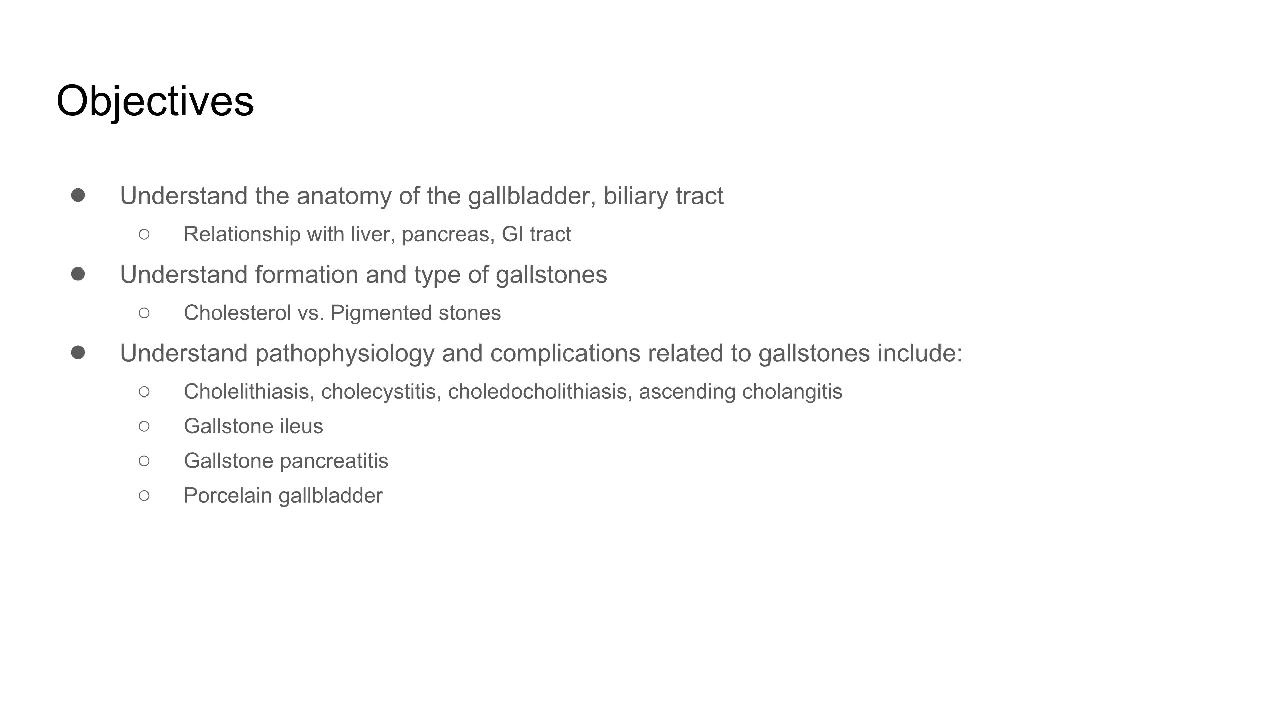 Objectives
● Understand the anatomy of the gallbladder, biliary tract
○ Relationship with liver, pancreas, GI tract
● Understand formation and type of gallstones
○ Cholesterol vs. Pigmented stones
● Understand pathophysiology and complications related to gallstones include:
○ Cholelithiasis, cholecystitis, choledocholithiasis, ascending cholangitis
○ Gallstone ileus
○ Gallstone pancreatitis
○ Porcelain gallbladder